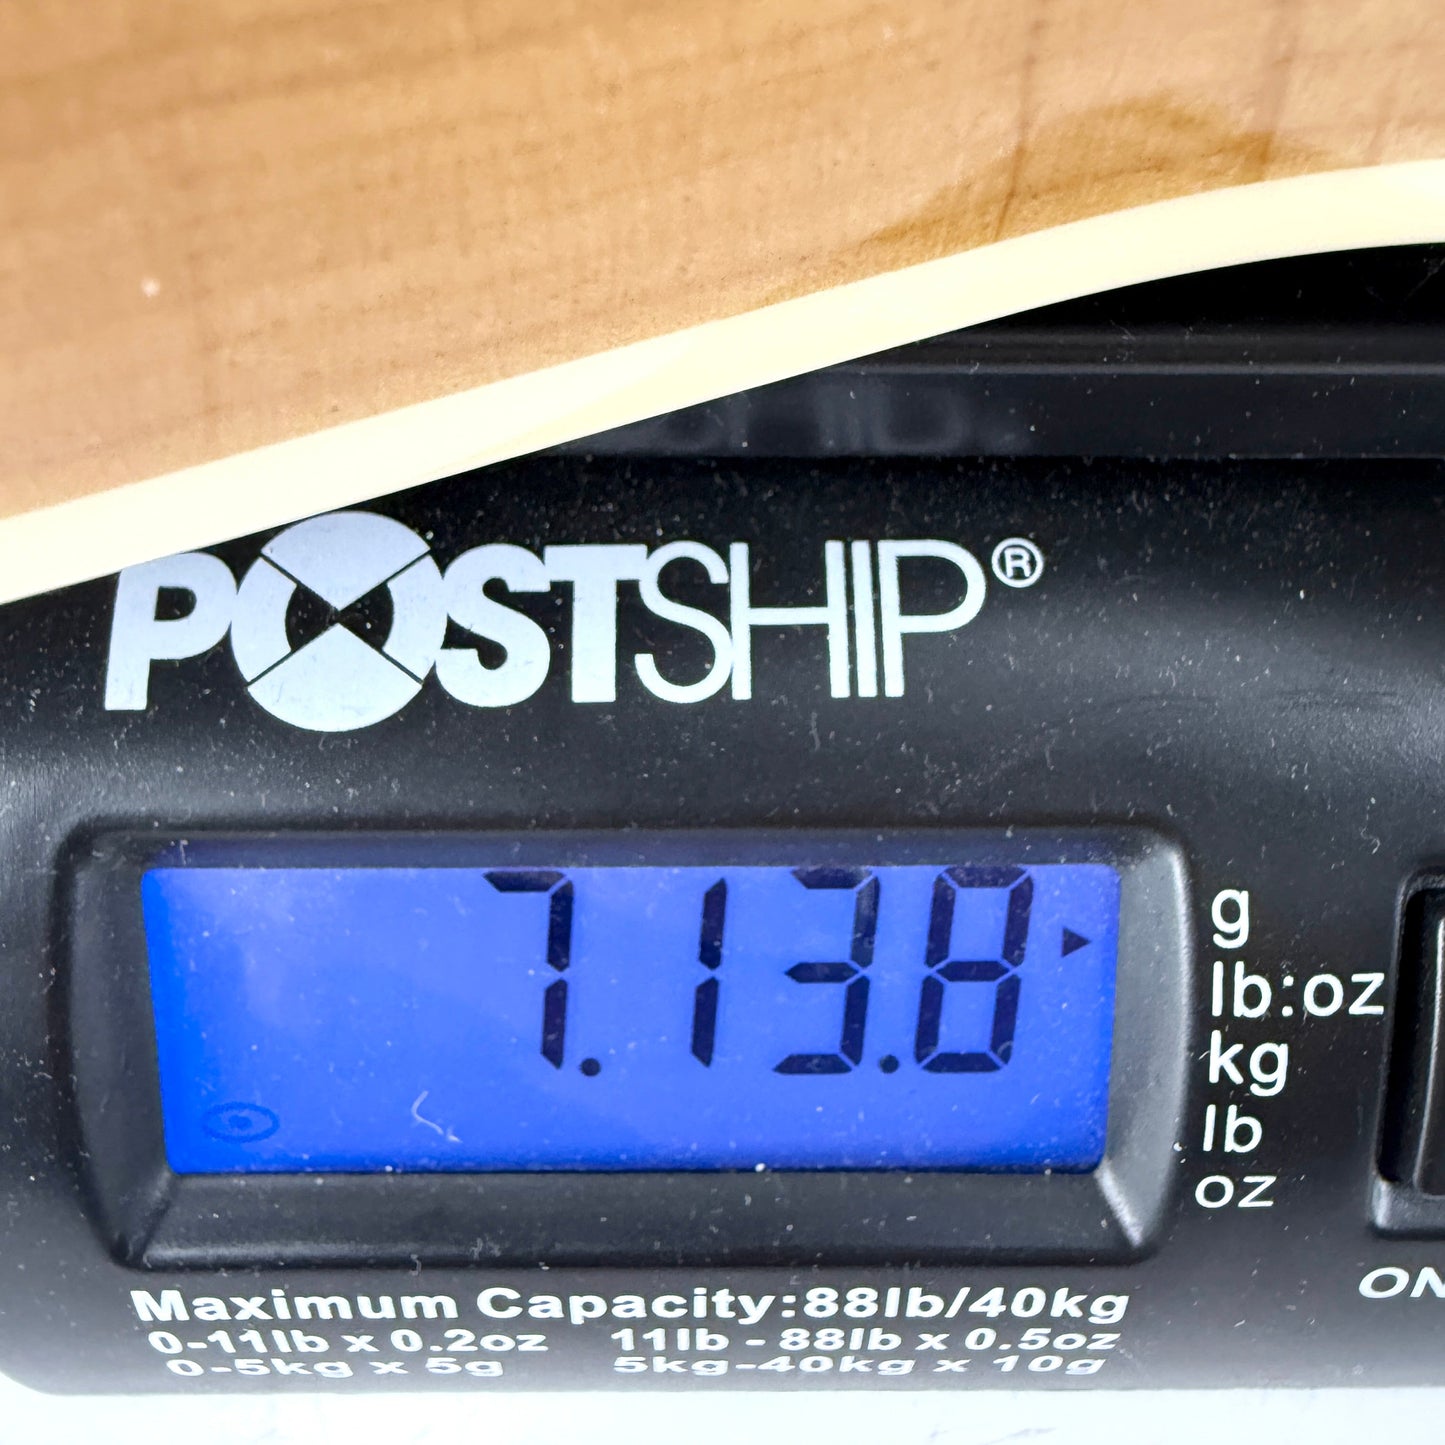 POSTSHIP®
7.13.8
g
lb:oz
kg
lb
oz
ON
Maximum Capacity:88lb/40kg
0-11lb x 0.2oz 11lb - 88lb x 0.5oz
0-5kg x 5g 5kg-40kg x 10g